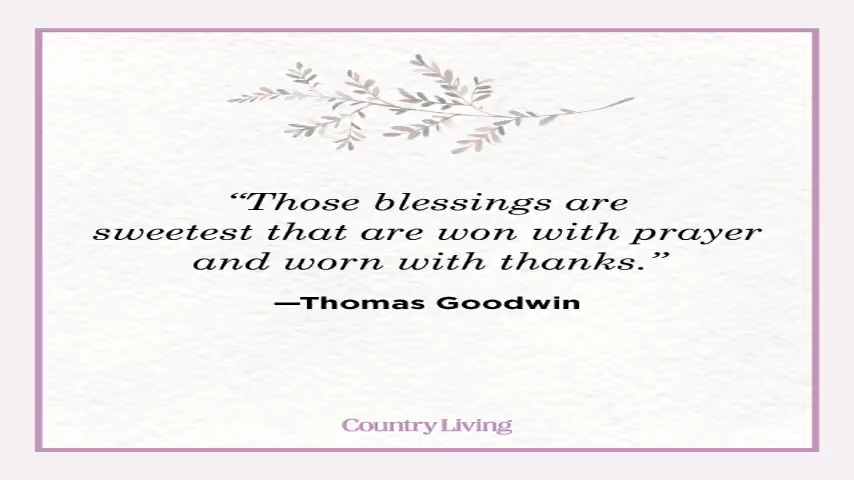 “Those blessings are
sweetest that are won with prayer
and worn with thanks.”
—Thomas Goodwin
Country Living